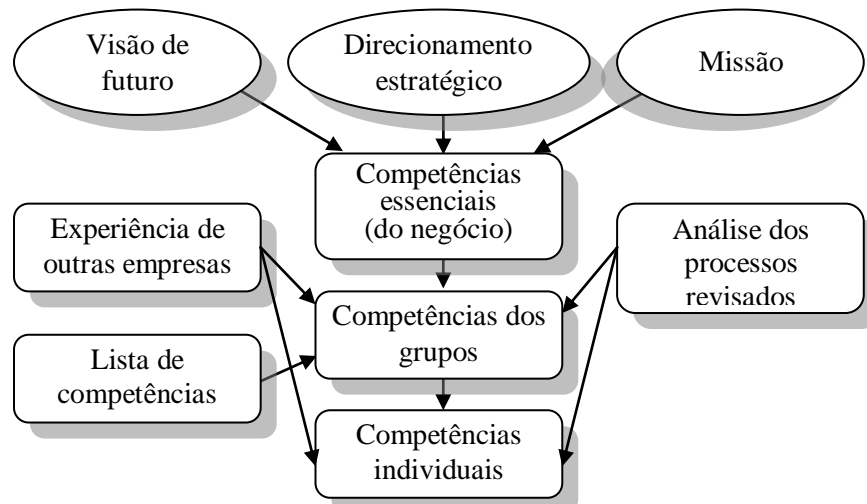 Visão de
futuro
Direcionamento
estratégico
Missão
Competências
essenciais
(do negócio)
Experiência de
outras empresas
Análise dos
processos
revisados
Competências dos
grupos
Lista de
competências
Competências
individuais